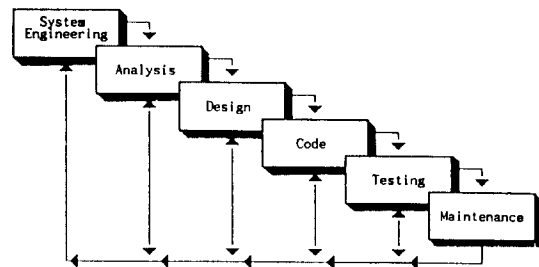 System
Engineering
Analysis
Design
Code
Testing
Maintenance